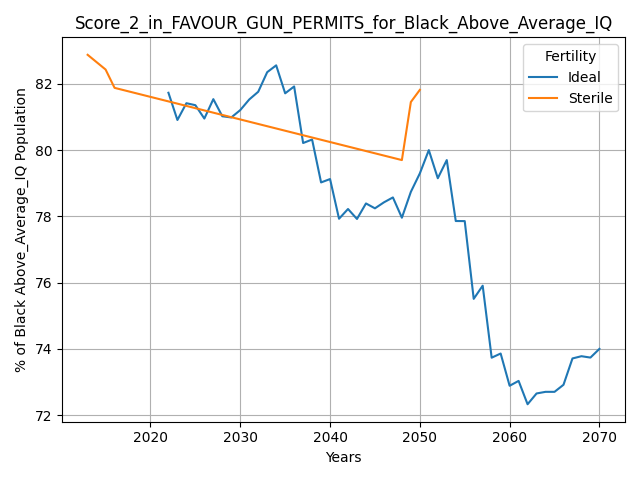 Score_2_in_FAVOUR_GUN_PERMITS_for_Black_Above_Average_IQ
% of Black Above_Average_IQ Population
Fertility
Ideal
Sterile
82
80
78
76
74
72
2020 2030 2040 2050 2060 2070
Years